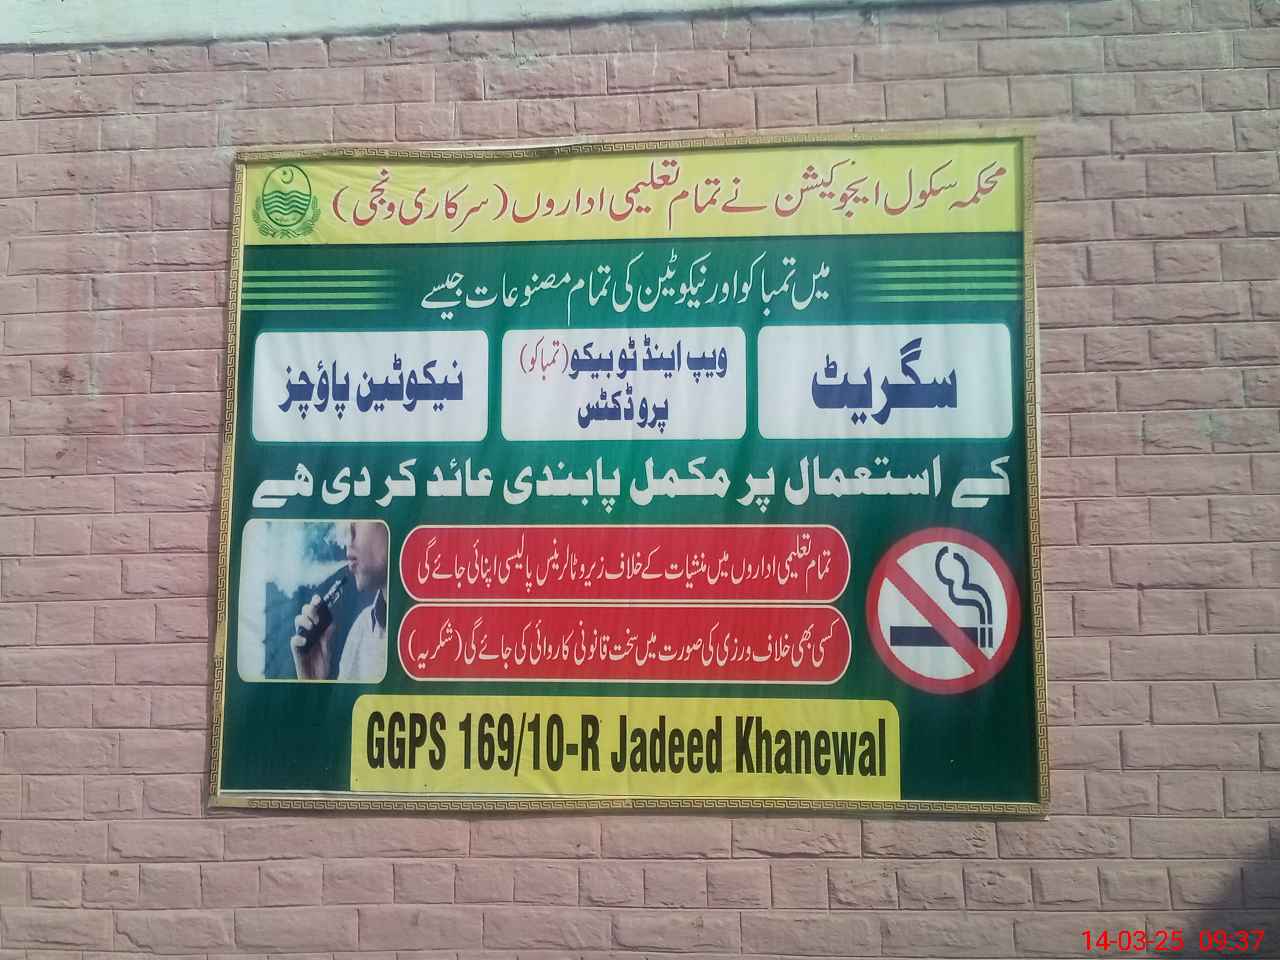 محکمہ سکول ایجوکیشن نے تمام تعلیمی اداروں (سرکاری و نجی)
میں تمباکو اور نیکوٹین کی تمام مصنوعات جیسے
سگریٹ
ویپ اینڈ ٹوبیکو (تمباکو)
پروڈکٹس
نیکوٹین پاؤچز
کے استعمال پر مکمل پابندی عائد کر دی ھے
تمام تعلیمی اداروں میں منشیات کے خلاف زیرو ٹالرینس پالیسی اپنائی جائے گی
کسی بھی خلاف ورزی کی صورت میں سخت قانونی کاروائی کی جائے گی (شکریہ)
GGPS 169/10-R Jadeed Khanewal
14-03-25 09:37